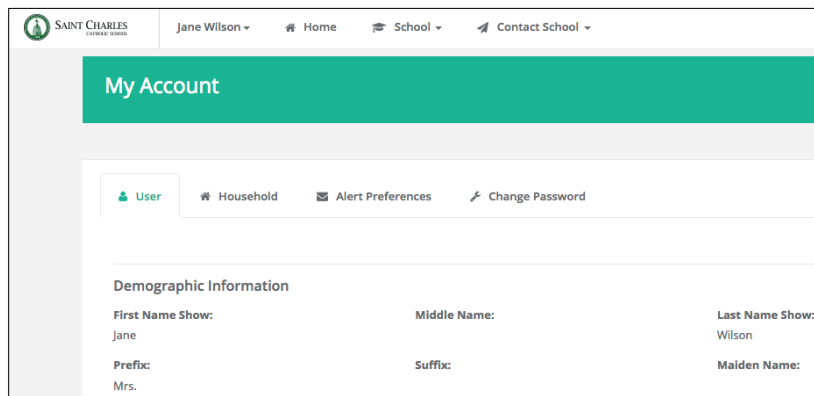 SAINT CHARLES
CATHOLIC SCHOOL
Jane Wilson Home School Contact School
My Account
User Household Alert Preferences Change Password
Demographic Information
First Name Show: Middle Name: Last Name Show:
Jane Wilson
Prefix: Suffix: Maiden Name:
Mrs.